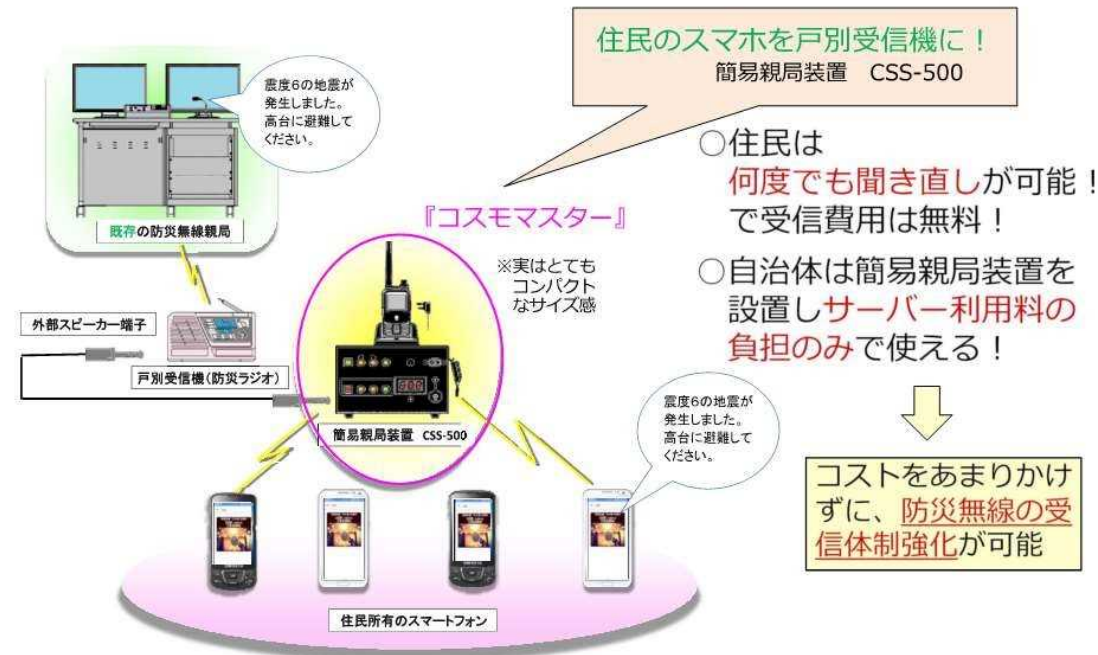 住民のスマホを戸別受信機に！
簡易親局装置　CSS-500
震度6の地震が
発生しました。
高台に避難して
ください。
既存の防災無線親局
『コスモマスター』
※実はとても
コンパクト
なサイズ感
外部スピーカー端子
戸別受信機(防災ラジオ)
簡易親局装置 CSS-500
震度6の地震が
発生しました。
高台に避難して
ください。
住民所有のスマートフォン
○住民は
何度でも聞き直しが可能！
で受信費用は無料！
○自治体は簡易親局装置を
設置しサーバー利用料の
負担のみで使える！
コストをあまりかけ
ずに、防災無線の受
信体制強化が可能